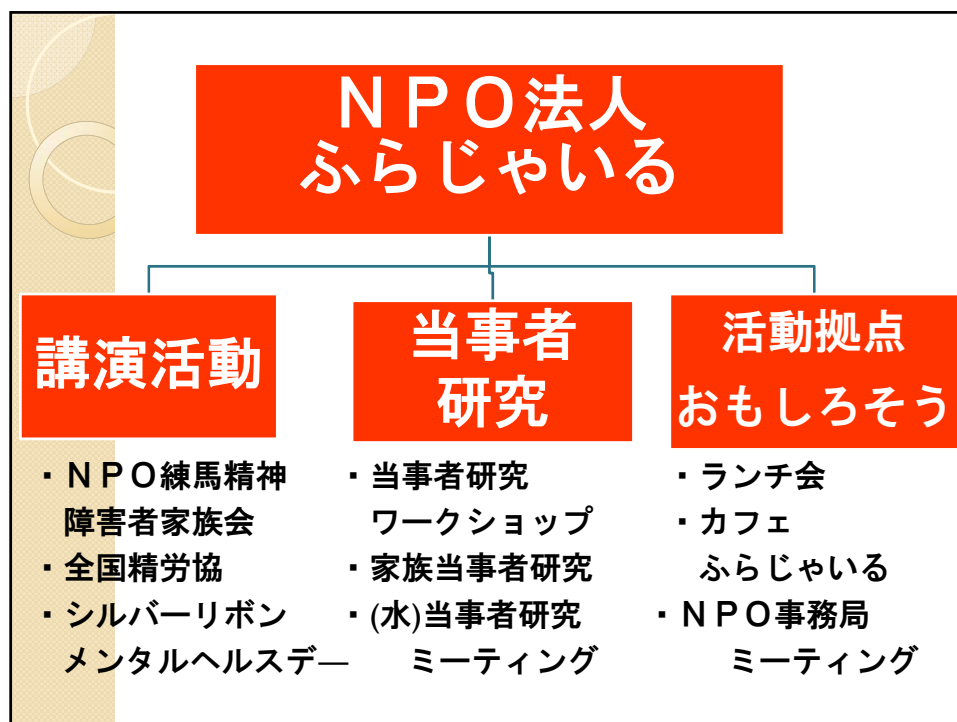 ＮＰＯ法人
ふらじゃいる
講演活動
・ＮＰＯ練馬精神
障害者家族会
・全国精労協
・シルバーリボン
メンタルヘルスデ―
当事者
研究
・当事者研究
ワークショップ
・家族当事者研究
・(水)当事者研究
ミーティング
活動拠点
おもしろそう
・ランチ会
・カフェ
ふらじゃいる
・ＮＰＯ事務局
ミーティング